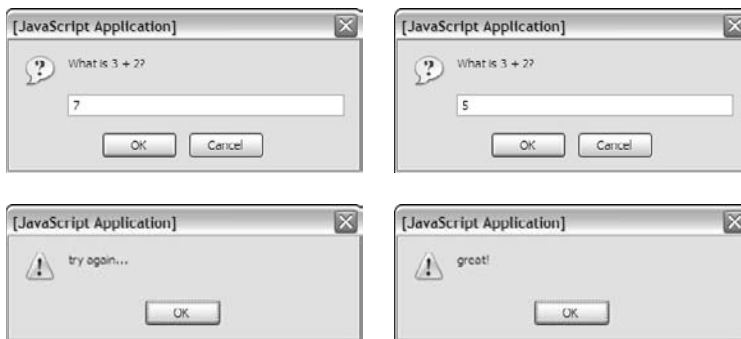 [JavaScript Application]
What is 3 + 2?
7
OK Cancel
[JavaScript Application]
What is 3 + 2?
5
OK Cancel
[JavaScript Application]
try again...
OK
[JavaScript Application]
great!
OK